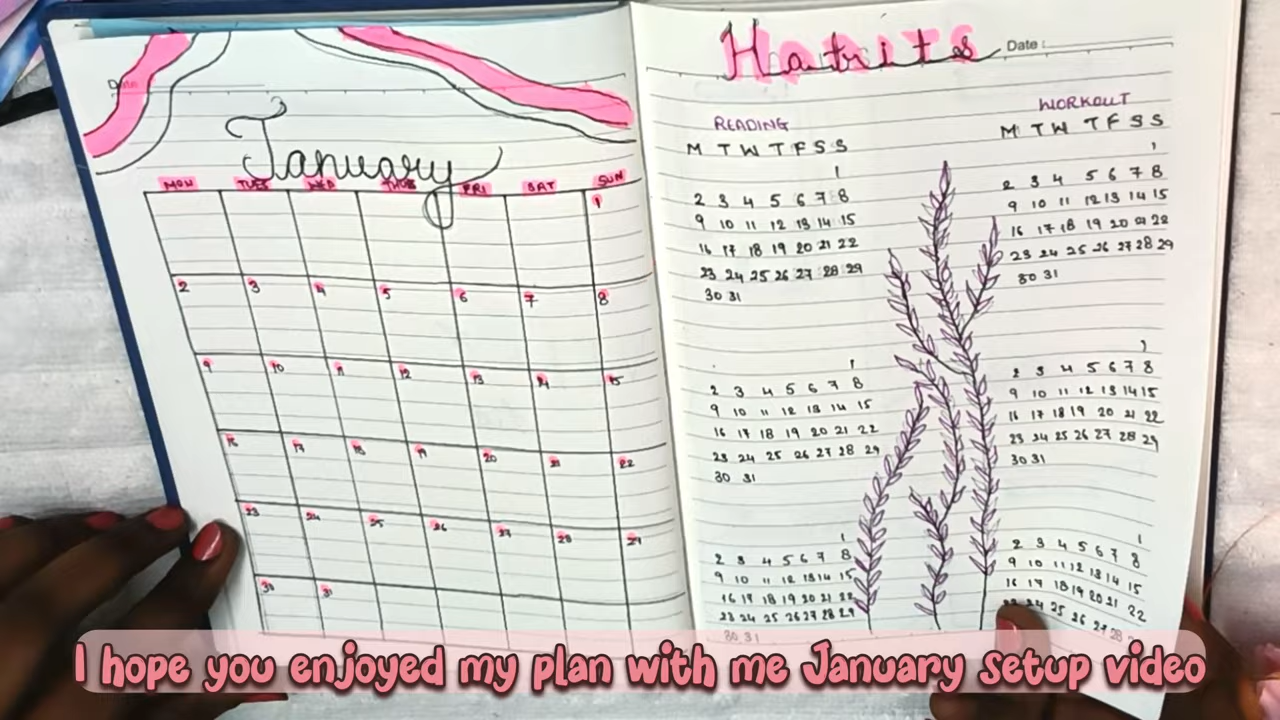 Date
January
MON TUES WED THUR FRI SAT SUN
1
2 3 4 5 6 7 8
9 10 11 12 13 14 15
16 17 18 19 20 21 22
23 24 25 26 27 28 29
30 31
Habits
Date :
READING
M T W T F S S
1
2 3 4 5 6 7 8
9 10 11 12 13 14 15
16 17 18 19 20 21 22
23 24 25 26 27 28 29
30 31
WORKOUT
M T W T F S S
1
2 3 4 5 6 7 8
9 10 11 12 13 14 15
16 17 18 19 20 21 22
23 24 25 26 27 28 29
30 31
1
2 3 4 5 6 7 8
9 10 11 12 13 14 15
16 17 18 19 20 21 22
23 24 25 26 27 28 29
30 31
1
2 3 4 5 6 7 8
9 10 11 12 13 14 15
16 17 18 19 20 21 22
23 24 25 26 27 28 29
30 31
1
2 3 4 5 6 7 8
9 10 11 12 13 14 15
16 17 18 19 20 21 22
23 24 25 26 27 28 29
30 31
1
2 3 4 5 6 7 8
9 10 11 12 13 14 15
16 17 18 19 20 21 22
24 25 26 27 28
I hope you enjoyed my plan with me January setup video